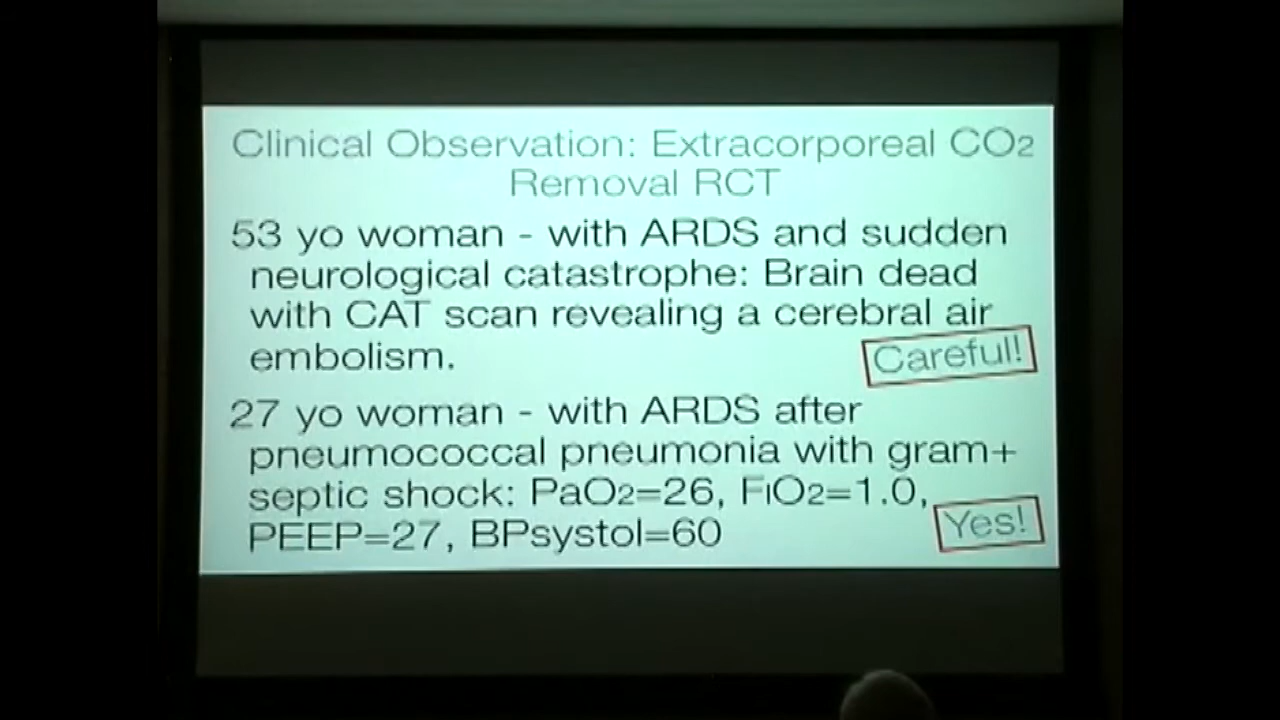 Clinical Observation: Extracorporeal CO2
Removal RCT
53 yo woman - with ARDS and sudden
neurological catastrophe: Brain dead
with CAT scan revealing a cerebral air
embolism.
Careful!
27 yo woman - with ARDS after
pneumococcal pneumonia with gram+
septic shock: PaO2=26, FIO2=1.0,
PEEP=27, BPsystol=60
Yes!